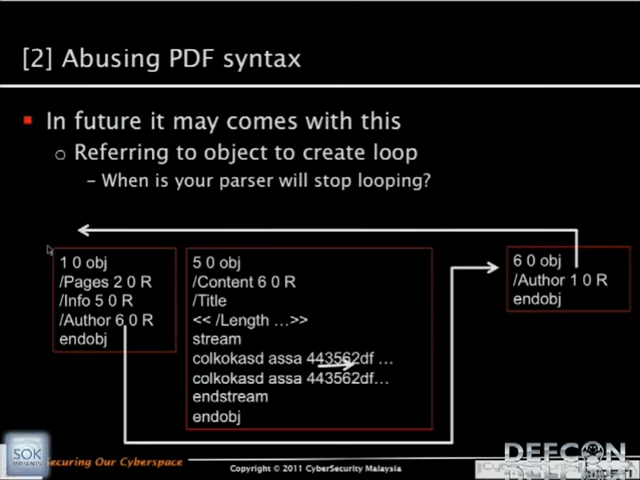 [2] Abusing PDF syntax
In future it may comes with this
Referring to object to create loop
– When is your parser will stop looping?
1 0 obj
/Pages 2 0 R
/Info 5 0 R
/Author 6 0 R
endobj
5 0 obj
/Content 6 0 R
/Title
<< /Length ...>>
stream
colkokasd assa 443562df ...
colkokasd assa 443562df...
endstream
endobj
6 0 obj
/Author 1 0 R
endobj
SOK
Securing Our Cyberspace
Copyright © 2011 CyberSecurity Malaysia
DEFCON